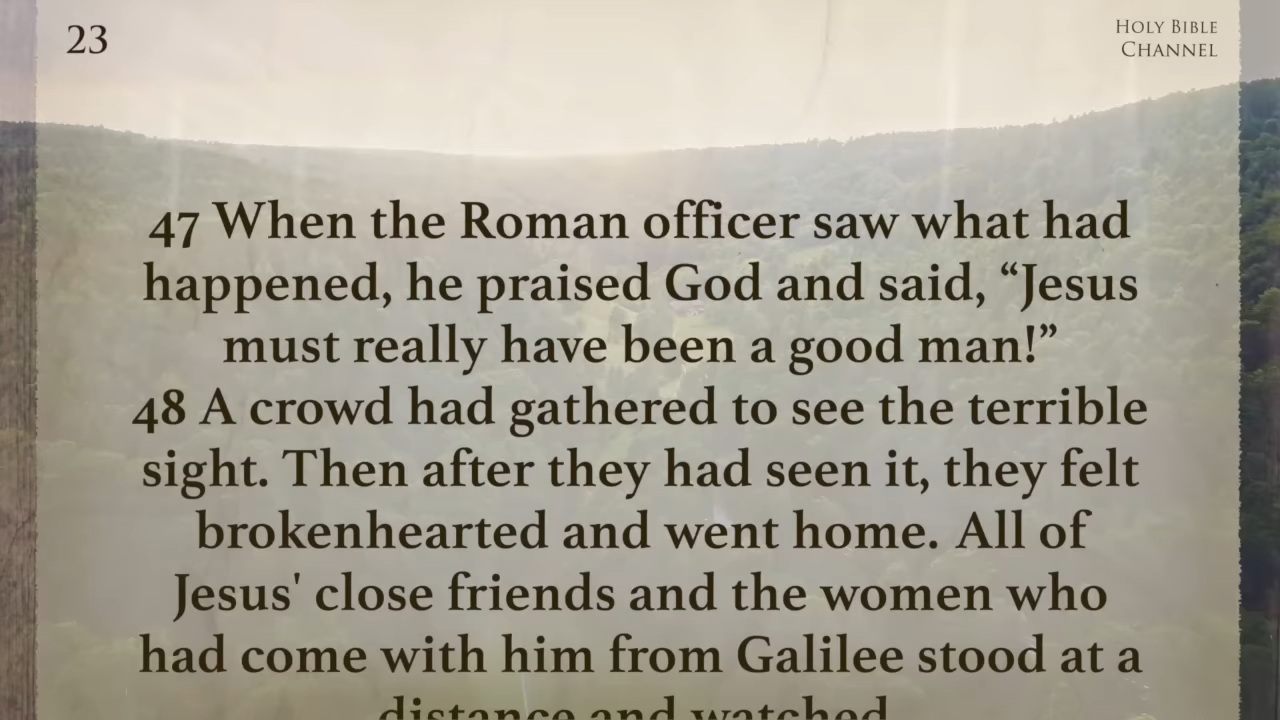 23
HOLY BIBLE
CHANNEL
47 When the Roman officer saw what had
happened, he praised God and said, “Jesus
must really have been a good man!”
48 A crowd had gathered to see the terrible
sight. Then after they had seen it, they felt
brokenhearted and went home. All of
Jesus' close friends and the women who
had come with him from Galilee stood at a
distance and watched